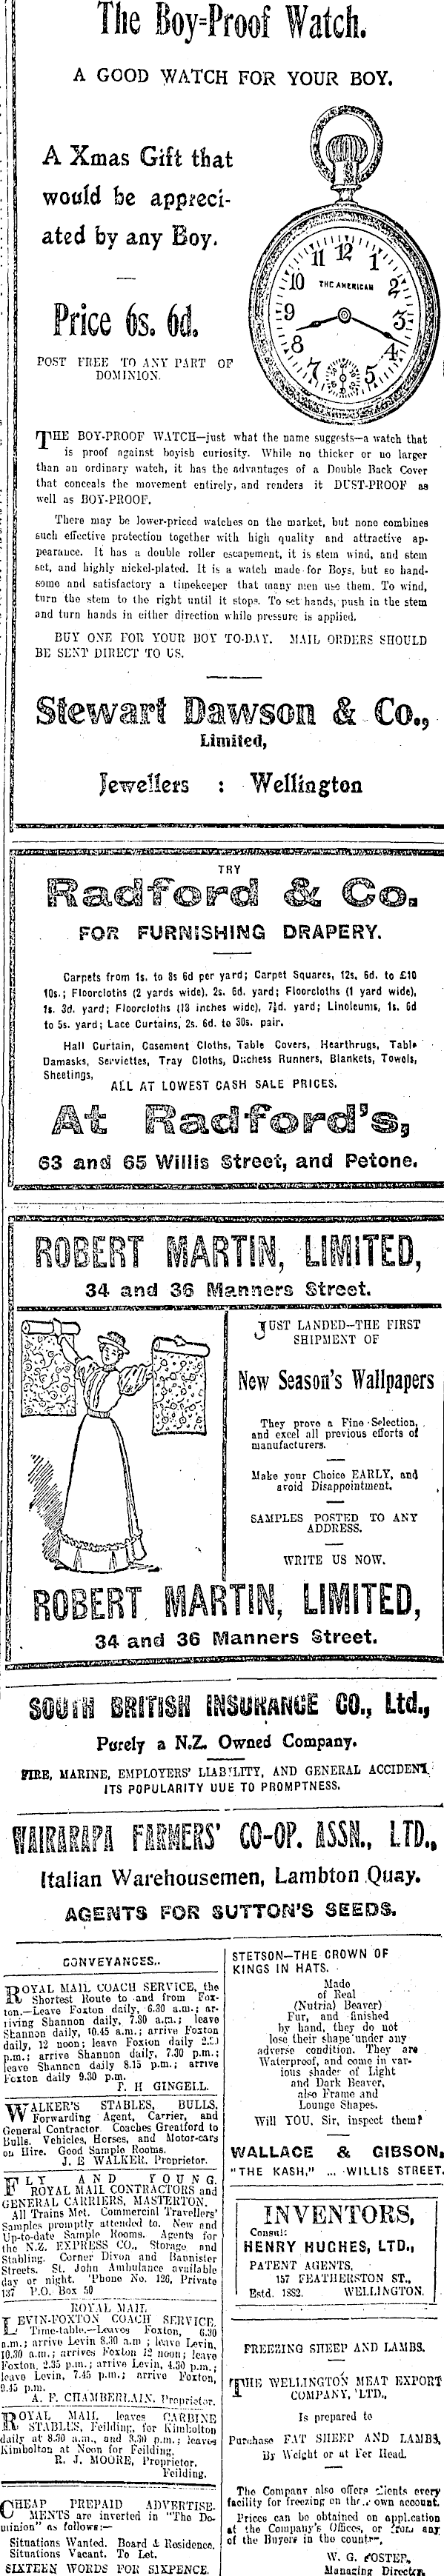 The Boy-Proof Watch.
A GOOD WATCH FOR YOUR BOY.
A Xmas Gift that
would be appreci-
ated by any Boy.
Price 6s. 6d.
POST FREE TO ANY PART OF
DOMINION.
11 12 1
10 THE AMERICAN 2
9 3
8 4
7 5
THE BOY-PROOF WATCH—just what the name suggests—a watch that
is proof against boyish curiosity. While no thicker or no larger
than an ordinary watch, it has the advantages of a Double Back Cover
that conceals the movement entirely, and renders it DUST-PROOF as
well as BOY-PROOF.
There may be lower-priced watches on the market, but none combines
such effective protection together with high quality and attractive ap-
pearance. It has a double roller escapement, it is stem wind, and stem
set, and highly nickel-plated. It is a watch made for Boys, but so hand-
some and satisfactory a timekeeper that many men use them. To wind,
turn the stem to the right until it stops. To set hands, push in the stem
and turn hands in either direction while pressure is applied.
BUY ONE FOR YOUR BOY TO-DAY. MAIL ORDERS SHOULD
BE SENT DIRECT TO US.
Stewart Dawson & Co.,
Limited,
Jewellers : Wellington
TRY
Radford & Co.
FOR FURNISHING DRAPERY.
Carpets from 1s. to 8s 6d per yard; Carpet Squares, 12s. 6d. to £10
10s.; Floorcloths (2 yards wide), 2s. 6d. yard; Floorcloths (1 yard wide),
1s. 3d. yard; Floorcloths (18 inches wide), 7½d. yard; Linoleums, 1s. 6d
to 5s. yard; Lace Curtains, 2s. 6d. to 30s. pair.
Hall Curtain, Casement Cloths, Table Covers, Hearthrugs, Table
Damasks, Serviettes, Tray Cloths, Duchess Runners, Blankets, Towels,
Sheetings,
ALL AT LOWEST CASH SALE PRICES.
At Radford's,
63 and 65 Willis Street, and Petone.
ROBERT MARTIN, LIMITED,
34 and 36 Manners Street.
JUST LANDED—THE FIRST
SHIPMENT OF
New Season's Wallpapers
They prove a Fine Selection,
and excel all previous efforts of
manufacturers.
Make your Choice EARLY, and
avoid Disappointment.
SAMPLES POSTED TO ANY
ADDRESS.
WRITE US NOW.
ROBERT MARTIN, LIMITED,
34 and 36 Manners Street.
SOUTH BRITISH INSURANCE CO., Ltd.,
Purely a N.Z. Owned Company.
FIRE, MARINE, EMPLOYERS' LIABILITY, AND GENERAL ACCIDENT.
ITS POPULARITY DUE TO PROMPTNESS.
WAIRARAPA FARMERS' CO-OP. ASSN., LTD.,
Italian Warehousemen, Lambton Quay.
AGENTS FOR SUTTON'S SEEDS.
CONVEYANCES.
ROYAL MAIL COACH SERVICE, the
Shortest Route to and from Fox-
ton.—Leave Foxton daily, 6.30 a.m.; ar-
riving Shannon daily, 7.30 a.m.; leave
Shannon daily, 10.45 a.m.; arrive Foxton
daily, 12 noon; leave Foxton daily
p.m.; arrive Shannon daily, 7.30 p.m.;
leave Shannon daily 8.15 p.m.; arrive
Foxton daily 9.30 p.m.
F. H GINGELL.
WALKER'S STABLES, BULLS.
Forwarding Agent, Carrier, and
General Contractor Coaches Greatford to
Bulls. Vehicles, Horses, and Motor-cars
on Hire. Good Sample Rooms.
J. E WALKER, Proprietor.
FLY AND YOUNG.
ROYAL MAIL CONTRACTORS and
GENERAL CARRIERS, MASTERTON.
All Trains Met. Commercial Travellers'
Samples promptly attended to. New and
Up-to-date Sample Rooms. Agents for
the N.Z. EXPRESS CO., Storage and
Stabling. Corner Dixon and Bannister
Streets. St. John Ambulance available
day or night. 'Phone No. 126, Private
137 P.O. Box 50
ROYAL MAIL
LEVIN-FOXTON COACH SERVICE.
Time-table.—Leaves Foxton, 6.30
a.m.; arrive Levin 8.30 a.m; leave Levin,
10.30 a.m.; arrives Foxton 12 noon; leave
Foxton, 2.35 p.m.; arrive Levin, 4.30 p.m.;
leave Levin, 7.45 p.m.; arrive Foxton,
9.45 p.m.
A. F. CHAMBERLAIN, Proprietor.
ROYAL MAIL leaves CARBINE
STABLES, Feilding, for Kimbolton
daily at 8.30 a.m., and 3.30 p.m.; leaves
Kimbolton at Noon for Feilding.
R. J. MOORE, Proprietor,
Feilding.
CHEAP PREPAID ADVERTISE-
MENTS are inverted in "The Do-
minion" as follows:—
Situations Wanted. Board & Residence.
Situations Vacant. To Let.
SIXTEEN WORDS FOR SIXPENCE.
STETSON—THE CROWN OF
KINGS IN HATS.
Made
of Real
(Nutria) Beaver)
Fur, and finished
by hand, they do not
lose their shape under any
adverse condition. They are
Waterproof, and come in var-
ious shades of Light
and Dark Beaver,
also Frame and
Lounge Shapes.
Will YOU, Sir, inspect them?
WALLACE & GIBSON,
"THE KASH," ... WILLIS STREET.
INVENTORS,
Consult
HENRY HUGHES, LTD.,
PATENT AGENTS,
157 FEATHERSTON ST.,
Estd. 1882. WELLINGTON.
FREEZING SHEEP AND LAMBS.
THE WELLINGTON MEAT EXPORT
COMPANY, LTD.,
Is prepared to
Purchase FAT SHEEP AND LAMBS,
By Weight or at Per Head.
The Company also offers clients every
facility for freezing on their own account.
Prices can be obtained on application
at the Company's Offices, or from any
of the Buyers in the country.
W. G. FOSTER,
Managing Director.